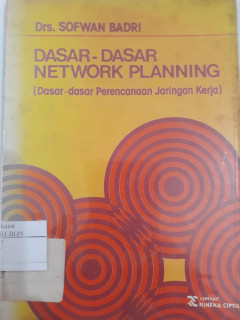 Drs. SOFWAN BADRI
DASAR-DASAR
NETWORK PLANNING
(Dasar-dasar Perencanaan Jaringan Kerja)
RINEKA CIPTA